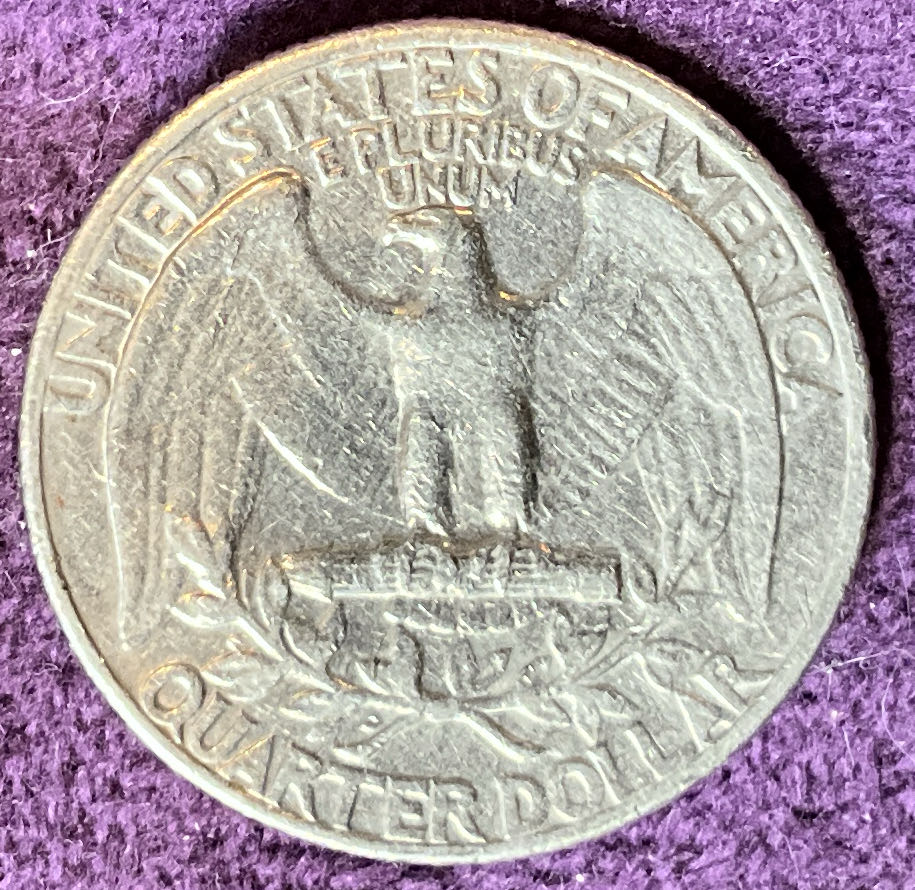 UNITED STATES OF AMERICA
E PLURIBUS
UNUM
QUARTER DOLLAR